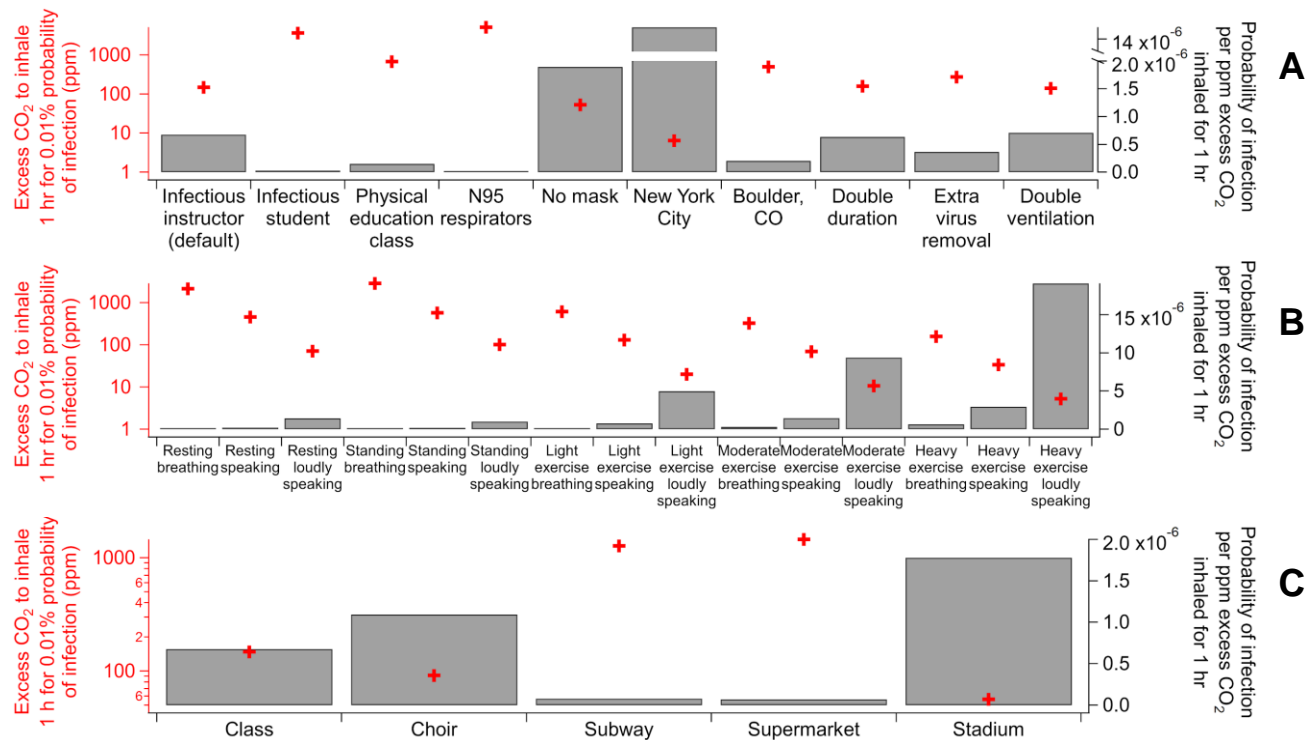 Excess CO₂ to inhale
1 hr for 0.01% probability
of infection (ppm)
1000
100
10
1
14 x10⁻⁶
2.0 x10⁻⁶
1.5
1.0
0.5
0.0
Probability of infection
per ppm excess CO₂
inhaled for 1 hr
A
Infectious instructor (default)
Infectious student
Physical education class
N95 respirators
No mask
New York City
Boulder, CO
Double duration
Extra virus removal
Double ventilation
Excess CO₂ to inhale
1 hr for 0.01% probability
of infection (ppm)
1000
100
10
1
15 x10⁻⁶
10
5
0
Probability of infection
per ppm excess CO₂
inhaled for 1 hr
B
Resting breathing
Resting speaking
Resting loudly speaking
Standing breathing
Standing speaking
Standing loudly speaking
Light exercise breathing
Light exercise speaking
Light exercise loudly speaking
Moderate exercise breathing
Moderate exercise speaking
Moderate exercise loudly speaking
Heavy exercise breathing
Heavy exercise speaking
Heavy exercise loudly speaking
Excess CO₂ to inhale
1 h for 0.01% probability
of infection (ppm)
1000
6
4
2
100
6
2.0 x10⁻⁶
1.5
1.0
0.5
0.0
Probability of infection
per ppm excess CO₂
inhaled for 1 hr
C
Class
Choir
Subway
Supermarket
Stadium